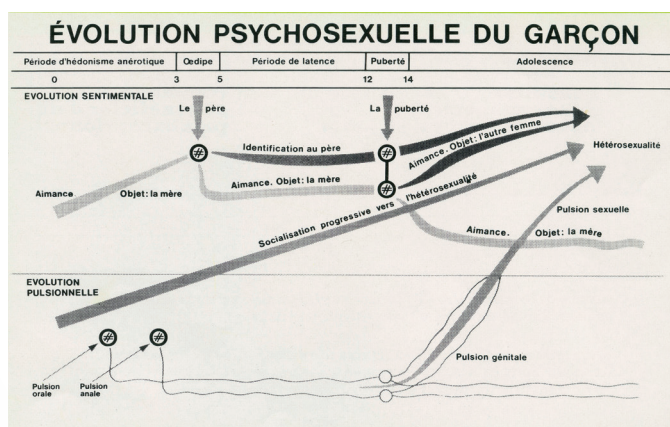 ÉVOLUTION PSYCHOSEXUELLE DU GARÇON
Période d'hédonisme anérotique
Œdipe
Période de latence
Puberté
Adolescence
0
3
5
12
14
EVOLUTION SENTIMENTALE
Le père
La puberté
Identification au père
Aimance. Objet: l'autre femme
Hétérosexualité
Aimance. Objet: la mère
Aimance. Objet: la mère
Socialisation progressive vers l'hétérosexualité
Pulsion sexuelle
Aimance. Objet: la mère
EVOLUTION
PULSIONNELLE
Pulsion génitale
Pulsion
orale
Pulsion
anale